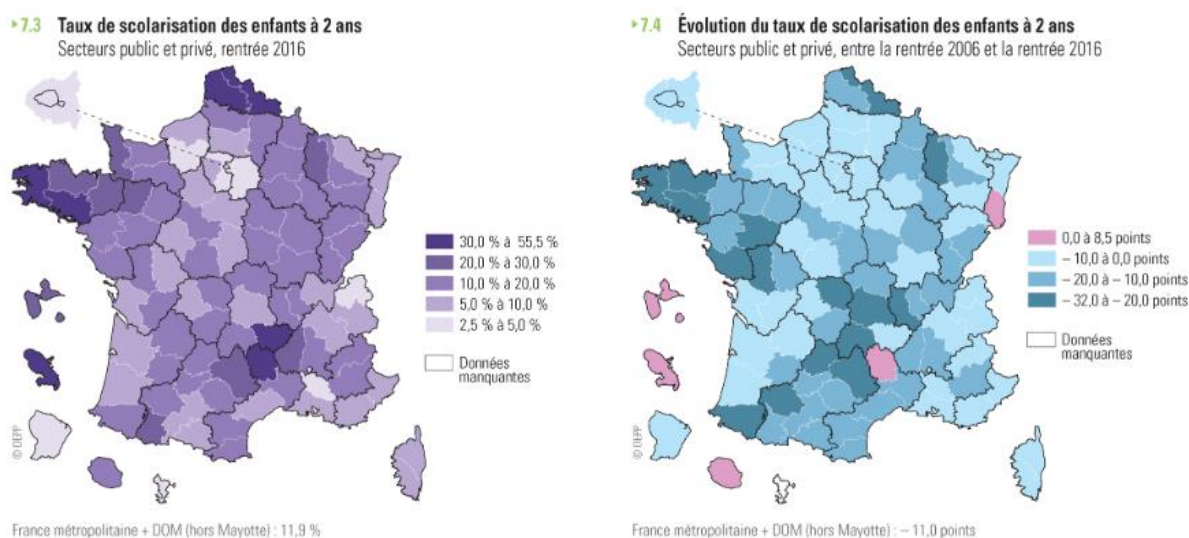 ▸7.3 Taux de scolarisation des enfants à 2 ans
Secteurs public et privé, rentrée 2016
30,0 % à 55,5 %
20,0 % à 30,0 %
10,0 % à 20,0 %
5,0 % à 10,0 %
2,5 % à 5,0 %
Données
manquantes
© DEPP
France métropolitaine + DOM (hors Mayotte) : 11,9 %
▸7.4 Évolution du taux de scolarisation des enfants à 2 ans
Secteurs public et privé, entre la rentrée 2006 et la rentrée 2016
0,0 à 8,5 points
– 10,0 à 0,0 points
– 20,0 à – 10,0 points
– 32,0 à – 20,0 points
Données
manquantes
© DEPP
France métropolitaine + DOM (hors Mayotte) : – 11,0 points